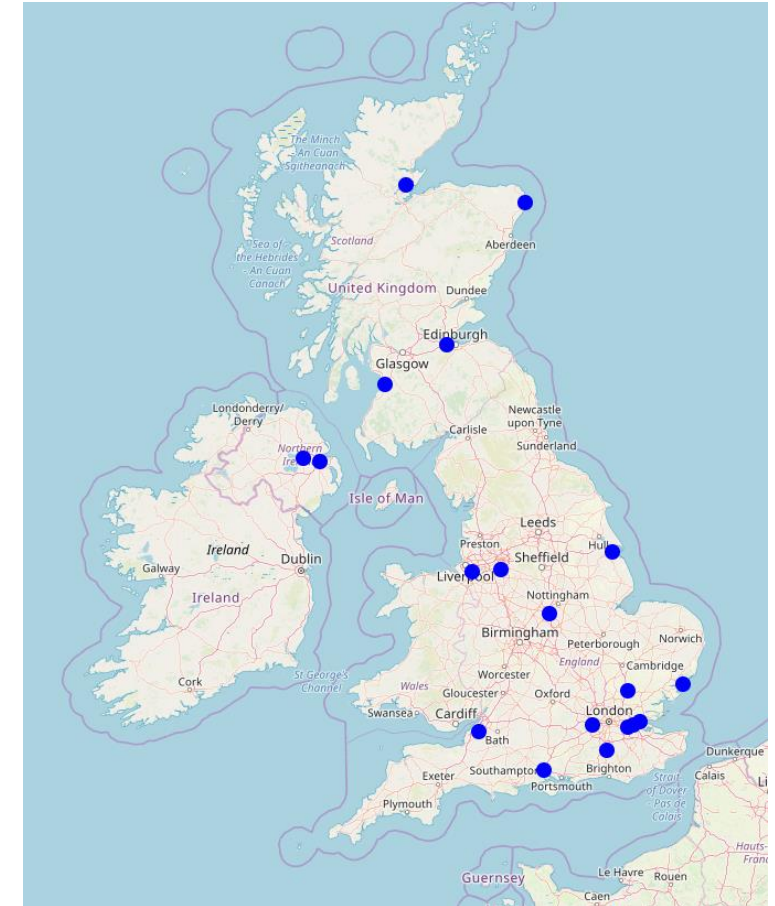 The Minch
An Cuan
Sgitheanach
Scotland
Aberdeen
Sea of
the Hebrides
- An Cuan
Canach
United Kingdom
Dundee
Edinburgh
Glasgow
Londonderry/
Derry
Newcastle
upon Tyne
Carlisle
Sunderland
Northern
Isle of Man
Leeds
Preston
Hull
Ireland
Dublin
Sheffield
Galway
Liverpool
Ireland
Nottingham
Birmingham
Peterborough
Norwich
England
Cambridge
Worcester
Cork
St George's
Channel
Wales
Gloucester
Oxford
London
Swansea
Cardiff
Bath
Dunkerque
Southampton
Brighton
Exeter
Portsmouth
Strait
of Dover
- Pas de
Calais
Calais
Li
Plymouth
Hauts-
Guernsey
Le Havre
Rouen
Caen